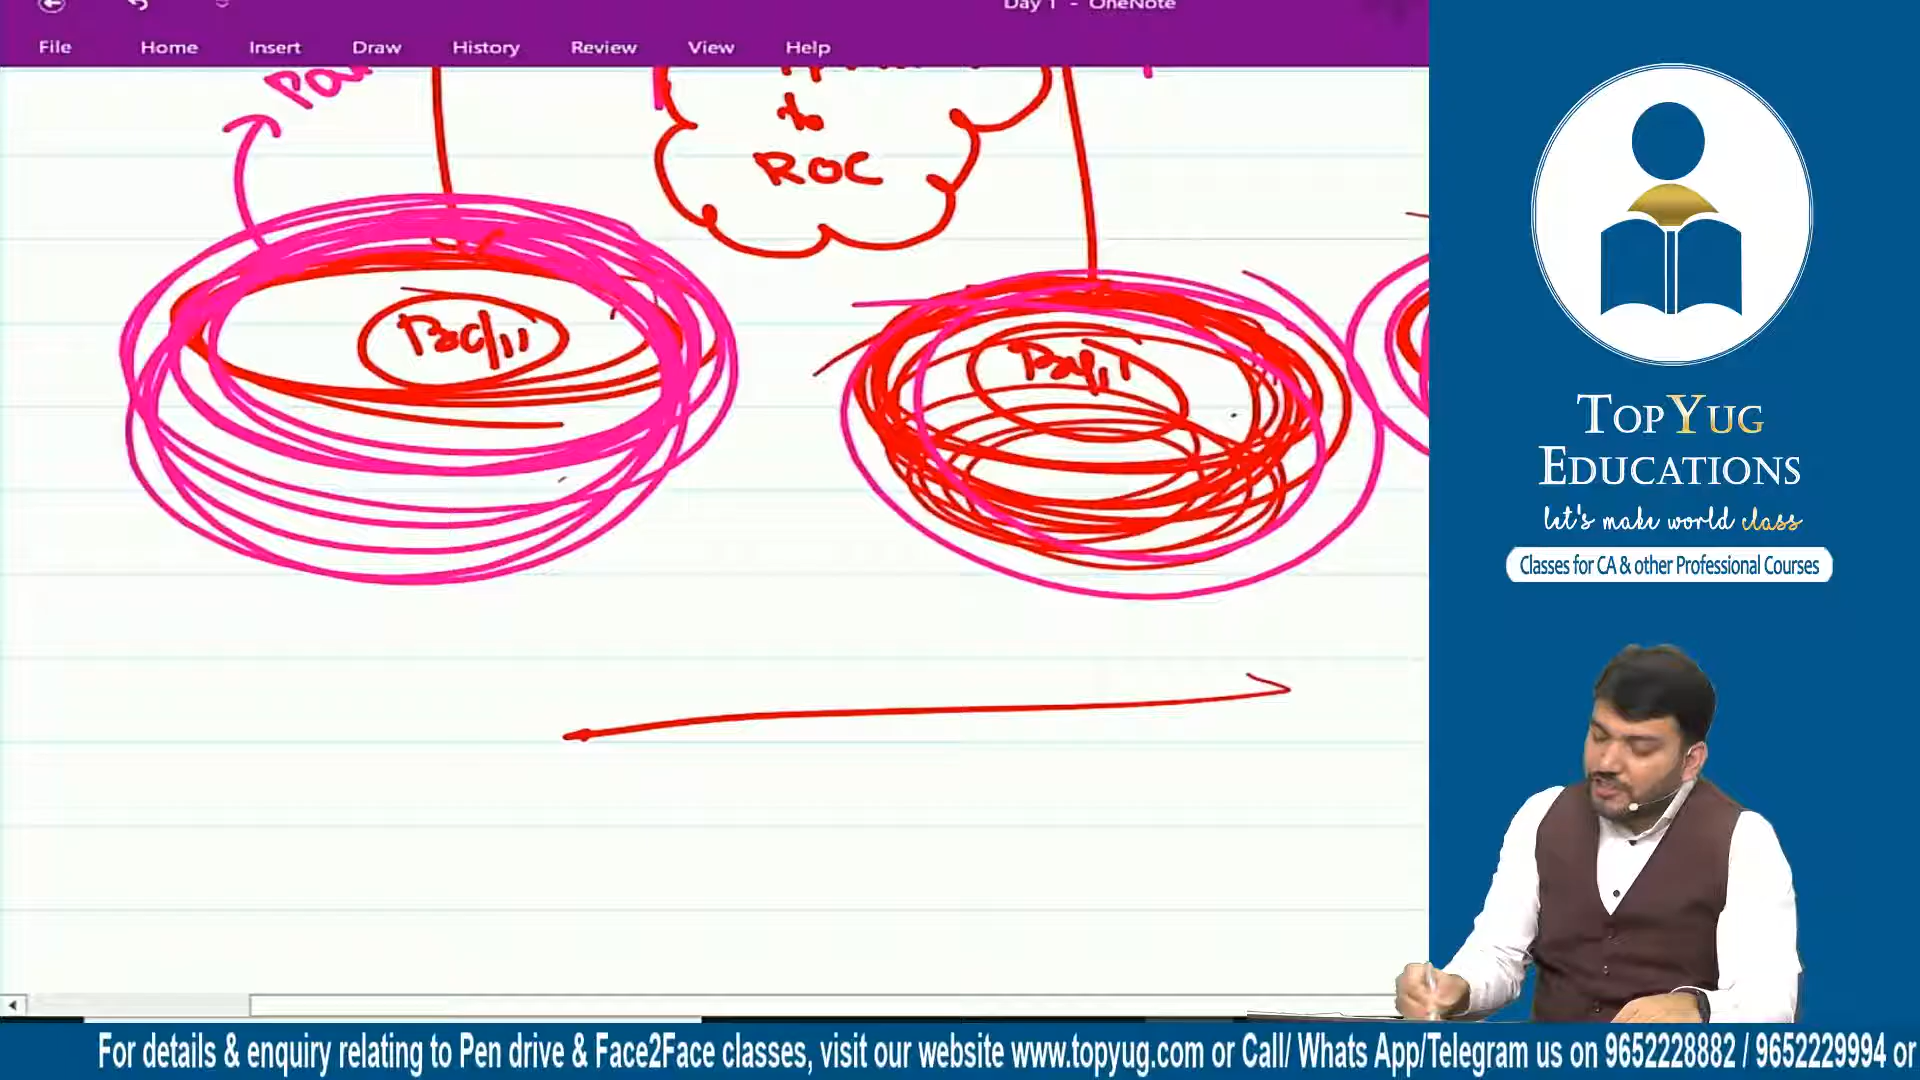 Day 1 - OneNote
File Home Insert Draw History Review View Help
to
ROC
TOPYUG
EDUCATIONS
let's make world class
Classes for CA & other Professional Courses
For details & enquiry relating to Pen drive & Face2Face classes, visit our website www.topyug.com or Call/ Whats App/Telegram us on 9652228882 / 9652229994 or